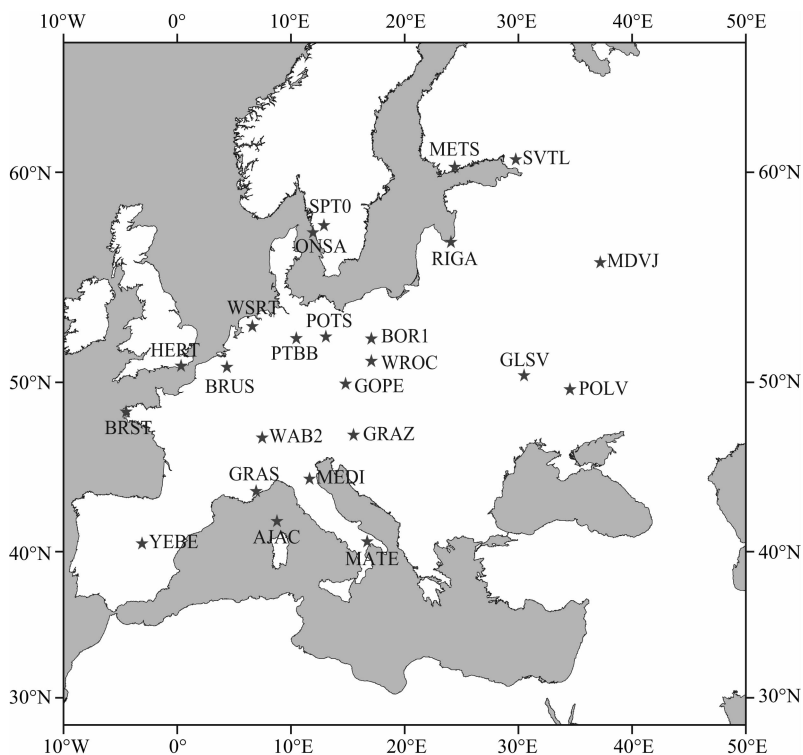 10°W 0° 10°E 20°E 30°E 40°E 50°E
METS
SVTL
60°N 60°N
SPT0
ONSA
RIGA
MDVJ
WSRT
POTS
BOR1
PTBB
HERT
WROC
GLSV
BRUS
GOPE
50°N 50°N
POLV
BRST
WAB2
GRAZ
GRAS
MEDI
AJAC
YEBE
MATE
40°N 40°N
30°N 30°N
10°W 0° 10°E 20°E 30°E 40°E 50°E